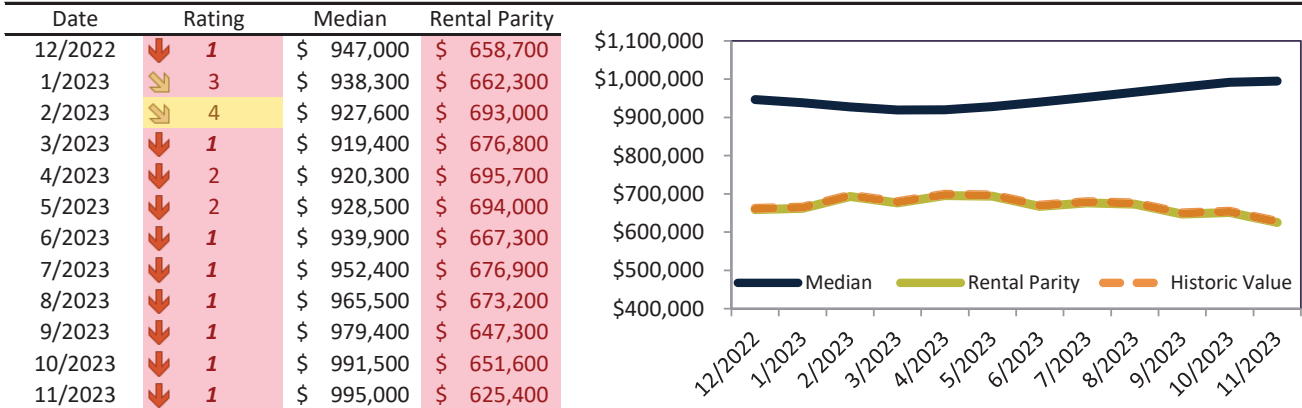 Date Rating Median Rental Parity
12/2022 1 $ 947,000 $ 658,700
1/2023 3 $ 938,300 $ 662,300
2/2023 4 $ 927,600 $ 693,000
3/2023 1 $ 919,400 $ 676,800
4/2023 2 $ 920,300 $ 695,700
5/2023 2 $ 928,500 $ 694,000
6/2023 1 $ 939,900 $ 667,300
7/2023 1 $ 952,400 $ 676,900
8/2023 1 $ 965,500 $ 673,200
9/2023 1 $ 979,400 $ 647,300
10/2023 1 $ 991,500 $ 651,600
11/2023 1 $ 995,000 $ 625,400
$1,100,000
$1,000,000
$900,000
$800,000
$700,000
$600,000
$500,000
$400,000
Median Rental Parity Historic Value
12/2022 1/2023 2/2023 3/2023 4/2023 5/2023 6/2023 7/2023 8/2023 9/2023 10/2023 11/2023